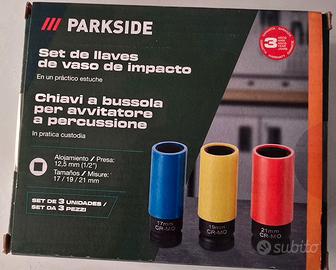 /// PARKSIDE
Set de llaves
de vaso de impacto
En un práctico estuche
Chiavi a bussola
per avvitatore
a percussione
In pratica custodia
Alojamiento / Presa:
12,5 mm (1/2")
Tamaños / Misure:
17 / 19 / 21 mm
SET DE 3 UNIDADES/
SET DA 3 PEZZI
3
17mm
CR-MO
19mm
CR-MO
21mm
CR-MO
subito